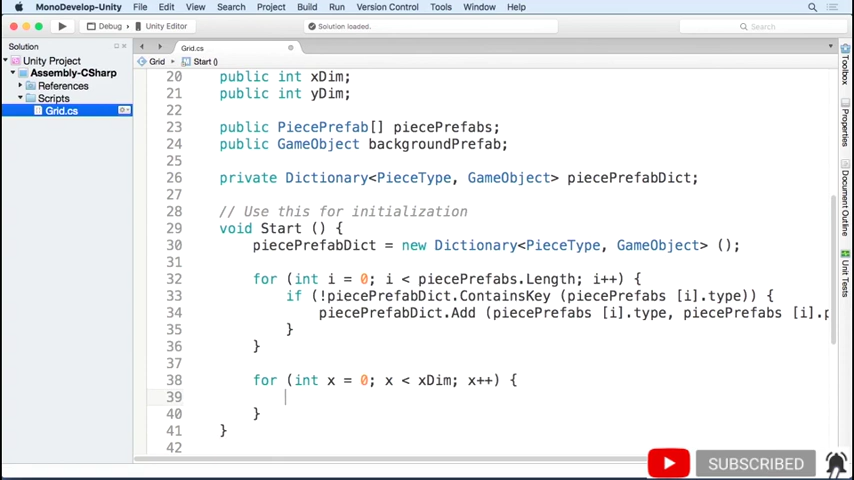 MonoDevelop-Unity File Edit View Search Project Build Run Version Control Tools Window Help
Debug Unity Editor Solution loaded. Search
Solution
Unity Project
Assembly-CSharp
References
Scripts
Grid.cs
Grid.cs
Grid Start ()
20 public int xDim;
21 public int yDim;
22
23 public PiecePrefab[] piecePrefabs;
24 public GameObject backgroundPrefab;
25
26 private Dictionary<PieceType, GameObject> piecePrefabDict;
27
28 // Use this for initialization
29 void Start () {
30 piecePrefabDict = new Dictionary<PieceType, GameObject> ();
31
32 for (int i = 0; i < piecePrefabs.Length; i++) {
33 if (!piecePrefabDict.ContainsKey (piecePrefabs [i].type)) {
34 piecePrefabDict.Add (piecePrefabs [i].type, piecePrefabs [i].p
35 }
36 }
37
38 for (int x = 0; x < xDim; x++) {
39
40 }
41 }
42
Toolbox
Properties
Document Outline
Unit Tests
SUBSCRIBED